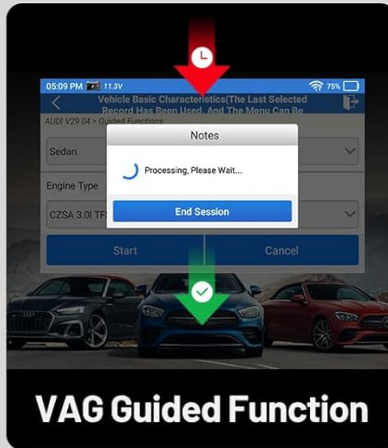 05:09 PM 11.3V 75%
Vehicle Basic Characteristics(The Last Selected
Record Has Been Used, And The Menu Can Be
AUDI V29.04 > Guided Functions
Notes
Sedan
Processing, Please Wait...
Engine Type
End Session
CZSA 3.0l TF
Start Cancel
VAG Guided Function